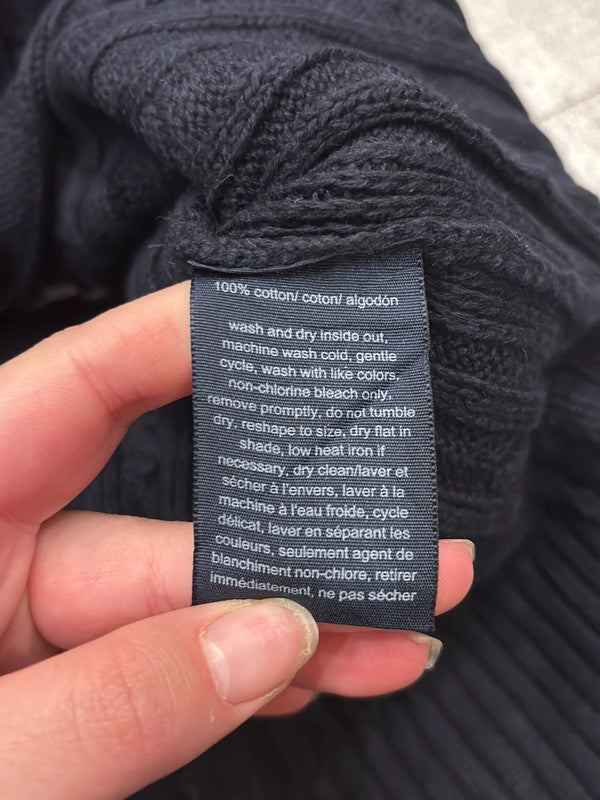 100% cotton/ coton/ algodón
wash and dry inside out,
machine wash cold, gentle
cycle, wash with like colors,
non-chlorine bleach only,
remove promptly, do not tumble
dry, reshape to size, dry flat in
shade, low heat iron if
necessary, dry clean/laver et
sécher à l'envers, laver à la
machine à l'eau froide, cycle
délicat, laver en séparant les
couleurs, seulement agent de
blanchiment non-chlore, retirer
immédiatement, ne pas sécher